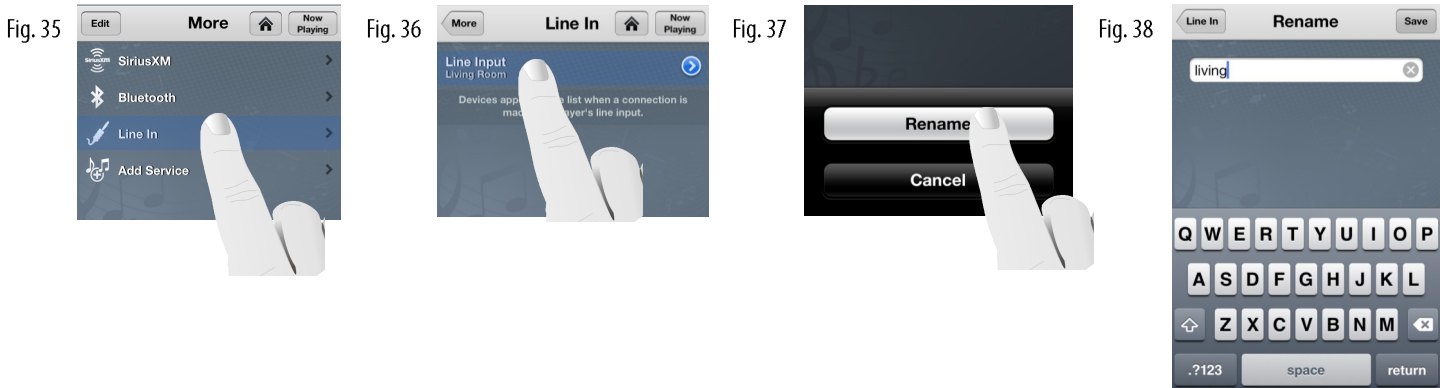 Fig. 35
Edit
More
Now
Playing
SiriusXM
SiriusXM
Bluetooth
Line In
Add Service
Fig. 36
More
Line In
Now
Playing
Line Input
Living Room
Devices app list when a connection is
ma ayer's line input.
Fig. 37
Rename
Cancel
Fig. 38
Line In
Rename
Save
living
Q W E R T Y U I O P
A S D F G H J K L
Z X C V B N M
.?123
space
return